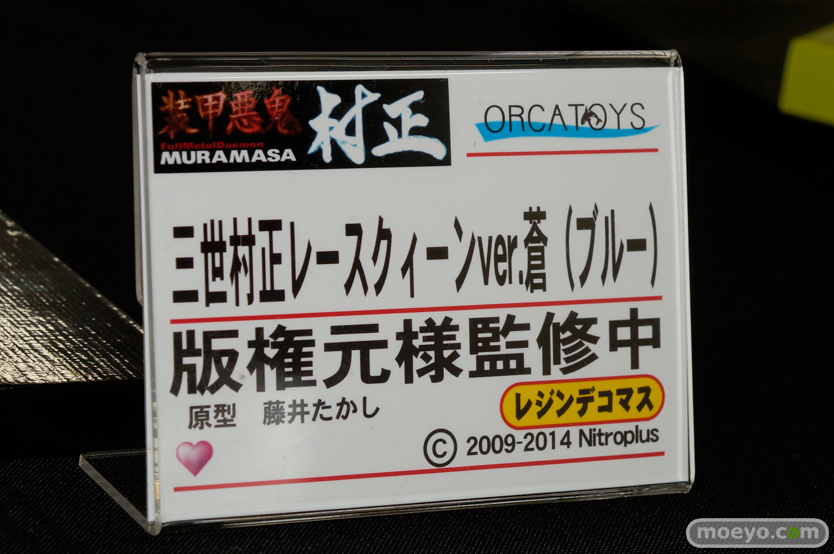 装甲悪鬼 村正
FullMetalDaemon
MURAMASA
ORCATOYS
三世村正レースクィーンver.蒼（ブルー）
版権元様監修中
原型　藤井たかし
レジンデコマス
© 2009-2014 Nitroplus
moeyo.com